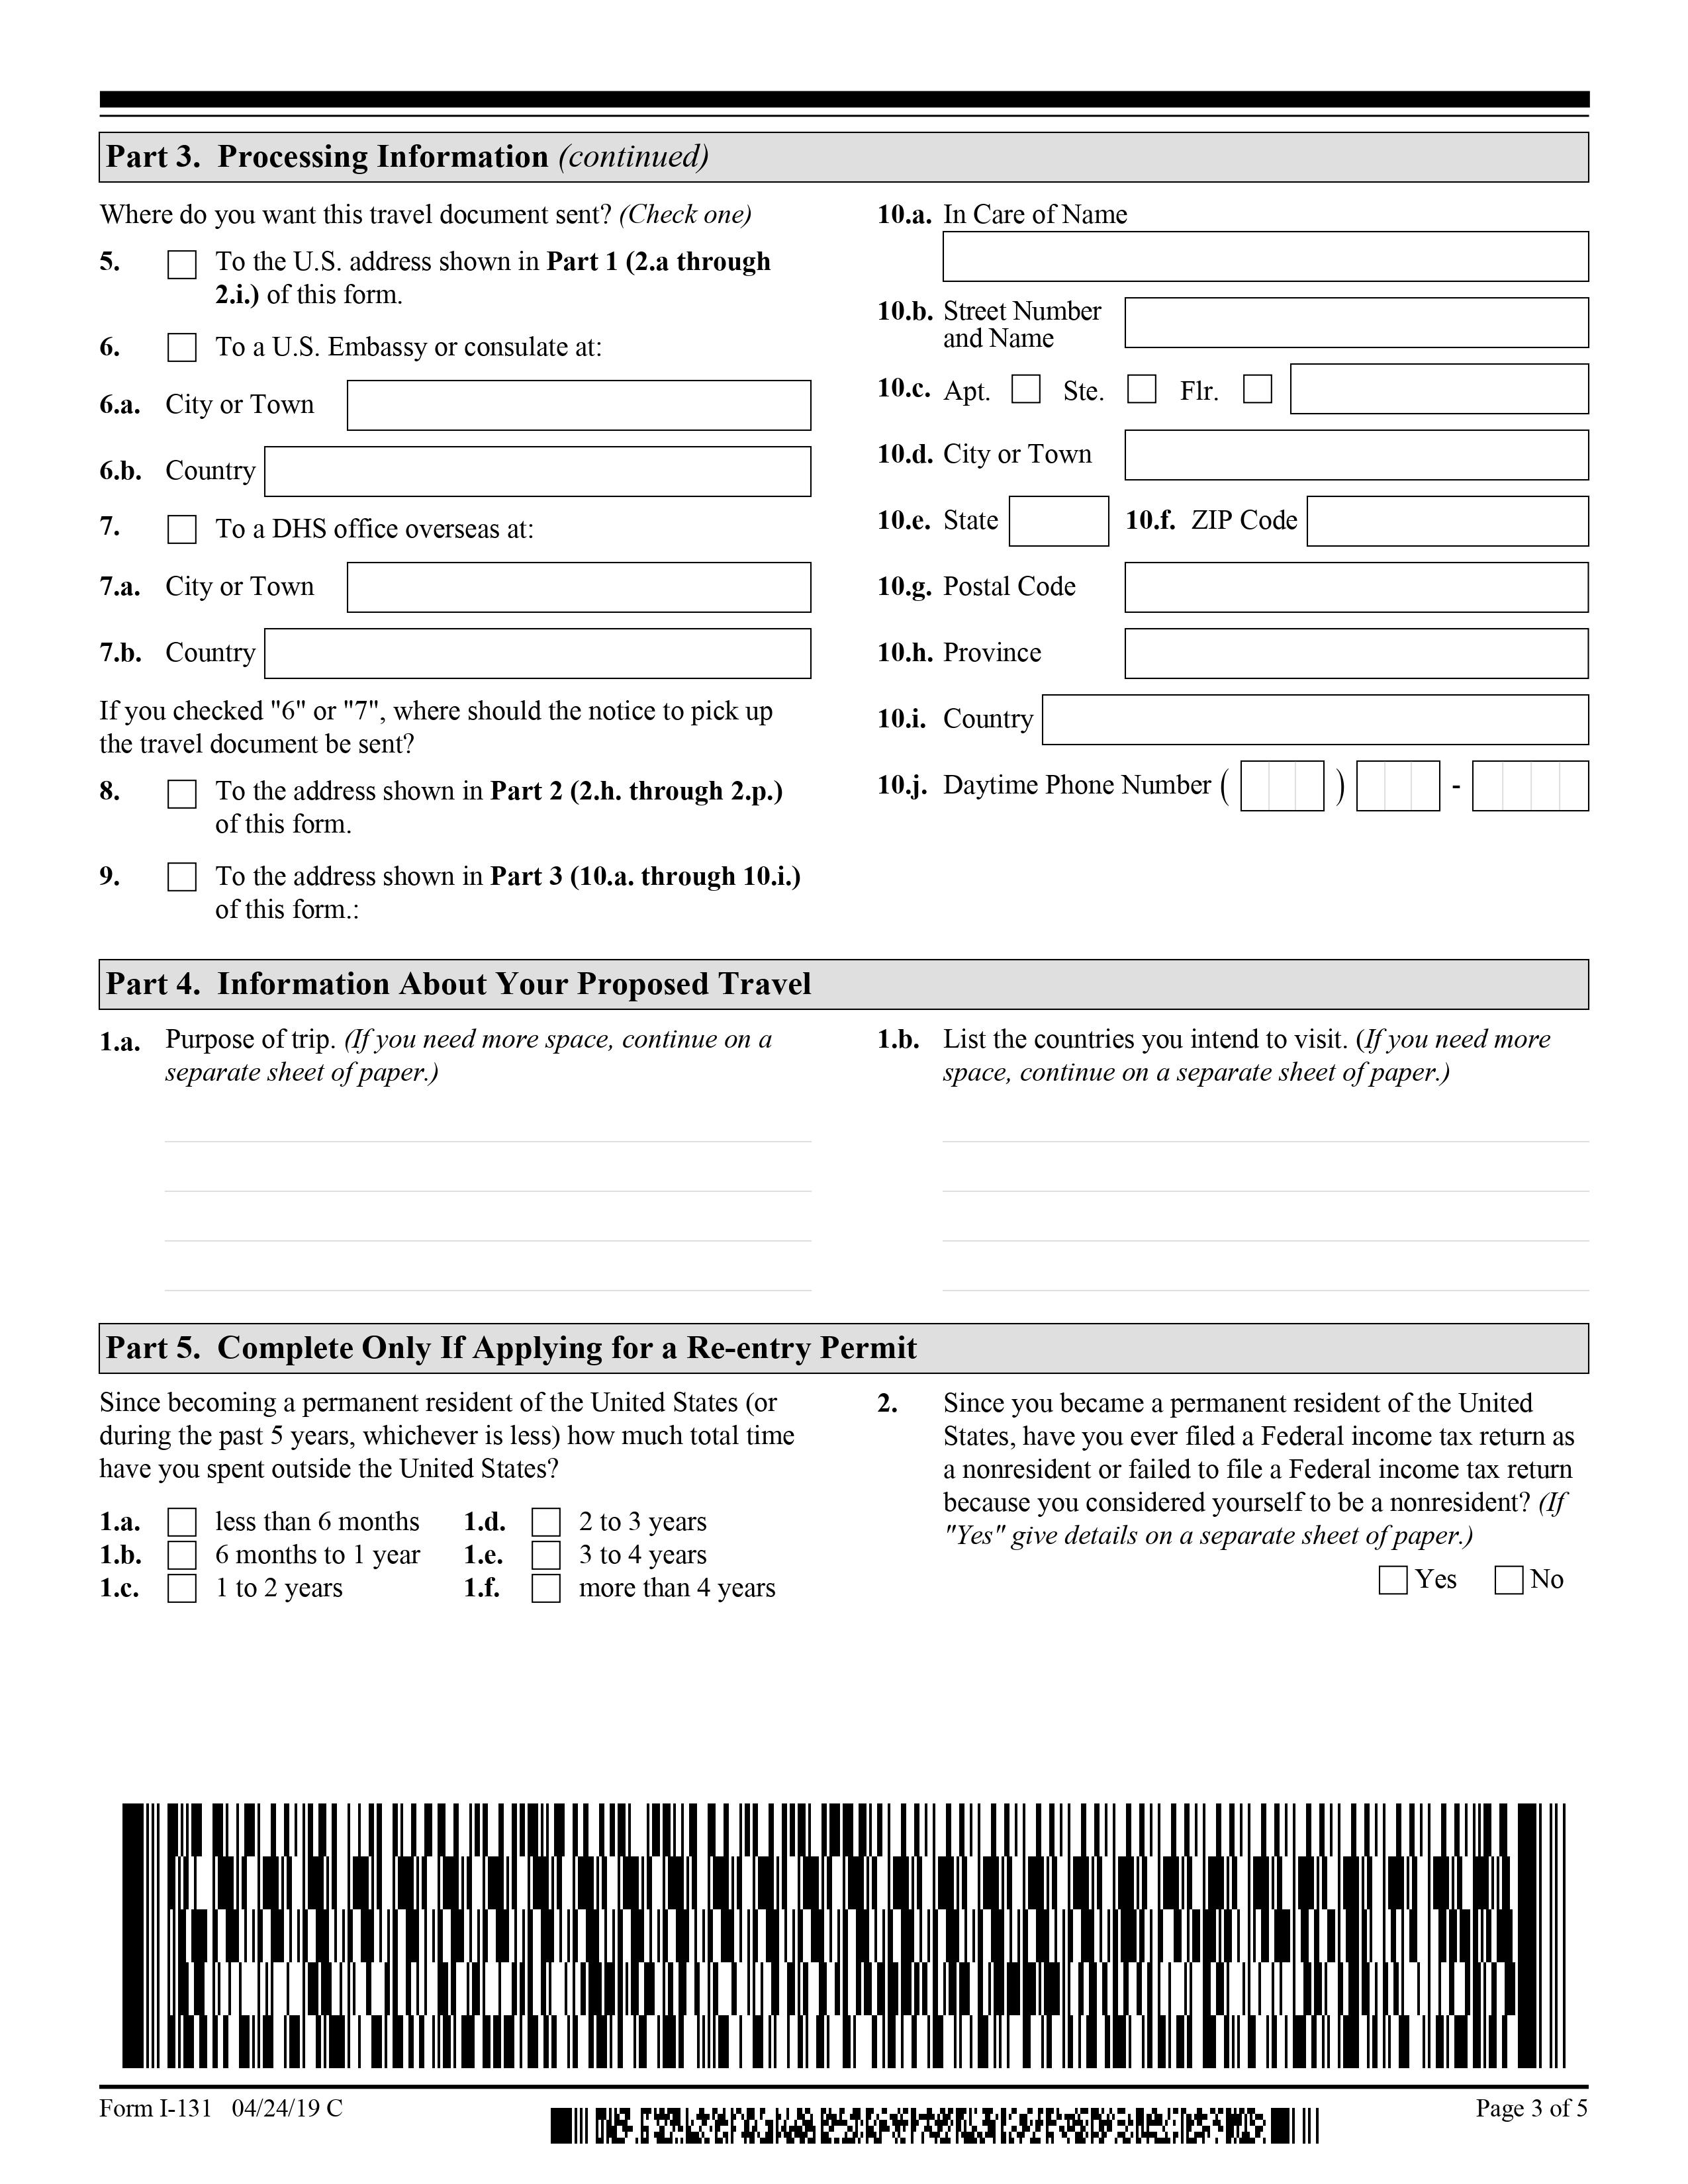 Part 3.  Processing Information (continued)
Where do you want this travel document sent? (Check one)
5. To the U.S. address shown in Part 1 (2.a through
2.i.) of this form.
6. To a U.S. Embassy or consulate at:
6.a. City or Town
6.b. Country
7. To a DHS office overseas at:
7.a. City or Town
7.b. Country
If you checked "6" or "7", where should the notice to pick up
the travel document be sent?
8. To the address shown in Part 2 (2.h. through 2.p.)
of this form.
9. To the address shown in Part 3 (10.a. through 10.i.)
of this form.:
10.a. In Care of Name
10.b. Street Number
and Name
10.c. Apt. Ste. Flr.
10.d. City or Town
10.e. State 10.f. ZIP Code
10.g. Postal Code
10.h. Province
10.i. Country
10.j. Daytime Phone Number ( ) -
Part 4.  Information About Your Proposed Travel
1.a. Purpose of trip. (If you need more space, continue on a
separate sheet of paper.)
1.b. List the countries you intend to visit. (If you need more
space, continue on a separate sheet of paper.)
Part 5.  Complete Only If Applying for a Re-entry Permit
Since becoming a permanent resident of the United States (or
during the past 5 years, whichever is less) how much total time
have you spent outside the United States?
1.a. less than 6 months 1.d. 2 to 3 years
1.b. 6 months to 1 year 1.e. 3 to 4 years
1.c. 1 to 2 years 1.f. more than 4 years
2. Since you became a permanent resident of the United
States, have you ever filed a Federal income tax return as
a nonresident or failed to file a Federal income tax return
because you considered yourself to be a nonresident? (If
"Yes" give details on a separate sheet of paper.)
Yes No
Form I-131 04/24/19 C Page 3 of 5